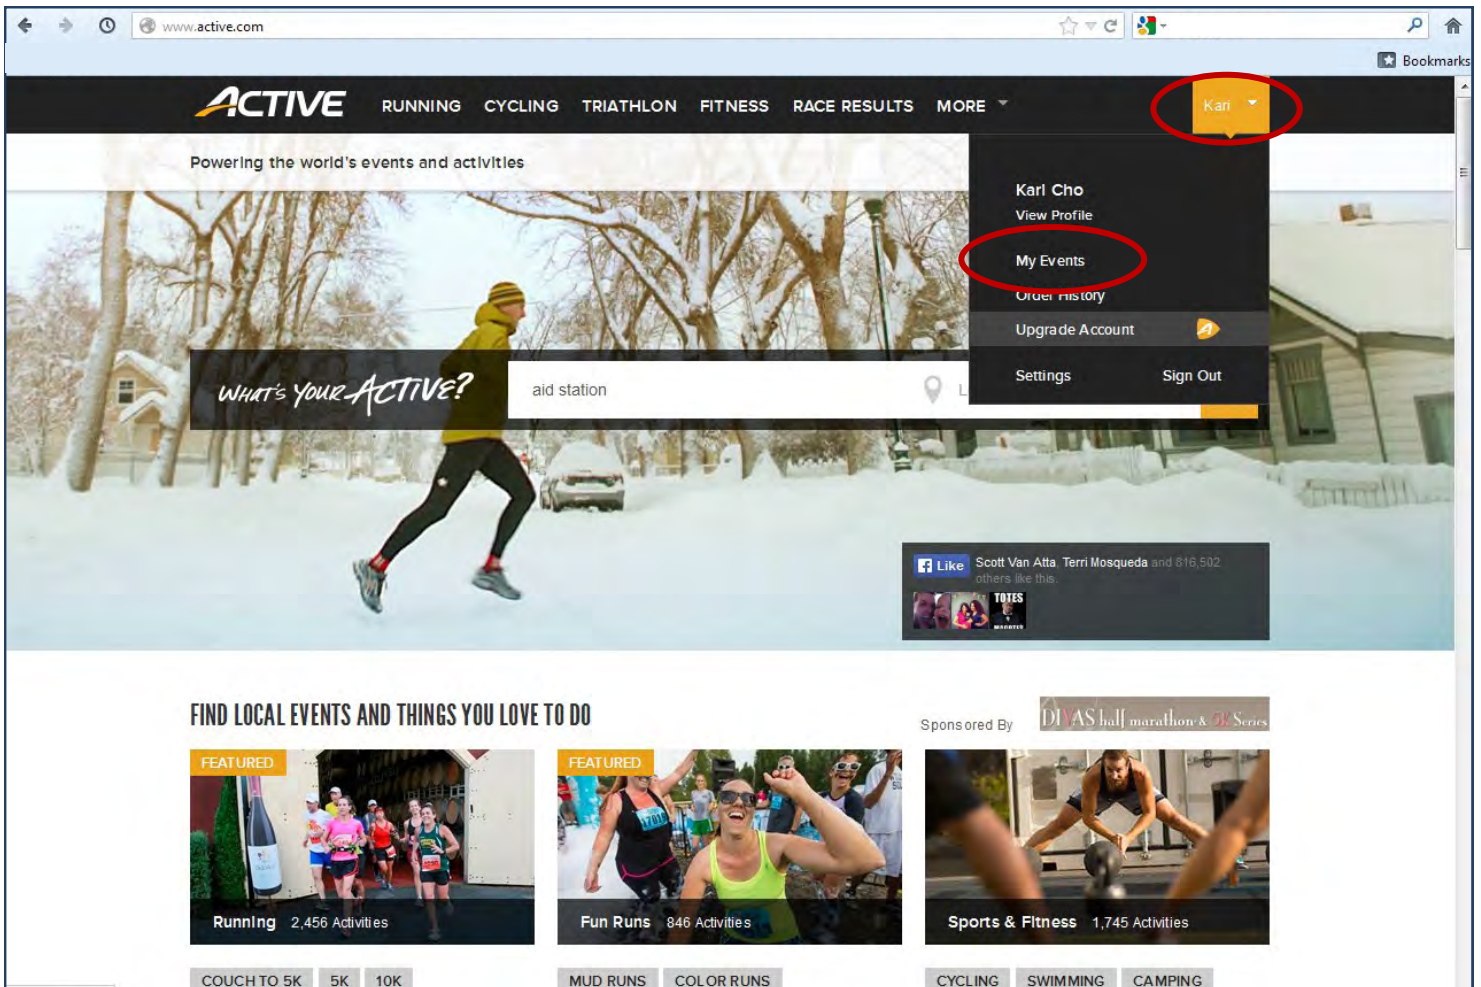 www.active.com
Bookmarks
ACTIVE
RUNNING CYCLING TRIATHLON FITNESS RACE RESULTS MORE
Kari
Powering the world's events and activities
Kari Cho
View Profile
My Events
Order History
Upgrade Account
Settings Sign Out
WHAT'S YOUR ACTIVE?
aid station
Like
Scott Van Atta, Terri Mosqueda and 816,502
others like this.
TOTES
FIND LOCAL EVENTS AND THINGS YOU LOVE TO DO
Sponsored By
DIVAS half marathon & 5K Series
FEATURED
Running 2,456 Activities
FEATURED
Fun Runs 846 Activities
Sports & Fitness 1,745 Activities
COUCH TO 5K 5K 10K
MUD RUNS COLOR RUNS
CYCLING SWIMMING CAMPING